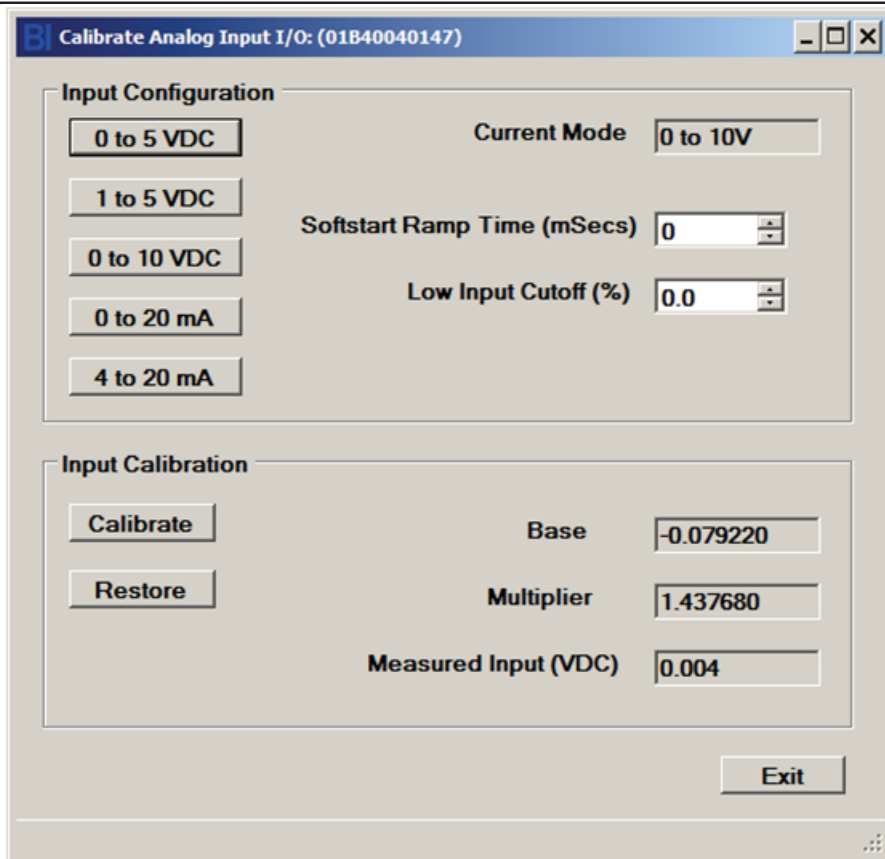 BI Calibrate Analog Input I/O: (01B40040147)
Input Configuration
0 to 5 VDC
Current Mode 0 to 10V
1 to 5 VDC
Softstart Ramp Time (mSecs) 0
0 to 10 VDC
Low Input Cutoff (%) 0.0
0 to 20 mA
4 to 20 mA
Input Calibration
Calibrate
Base -0.079220
Restore
Multiplier 1.437680
Measured Input (VDC) 0.004
Exit